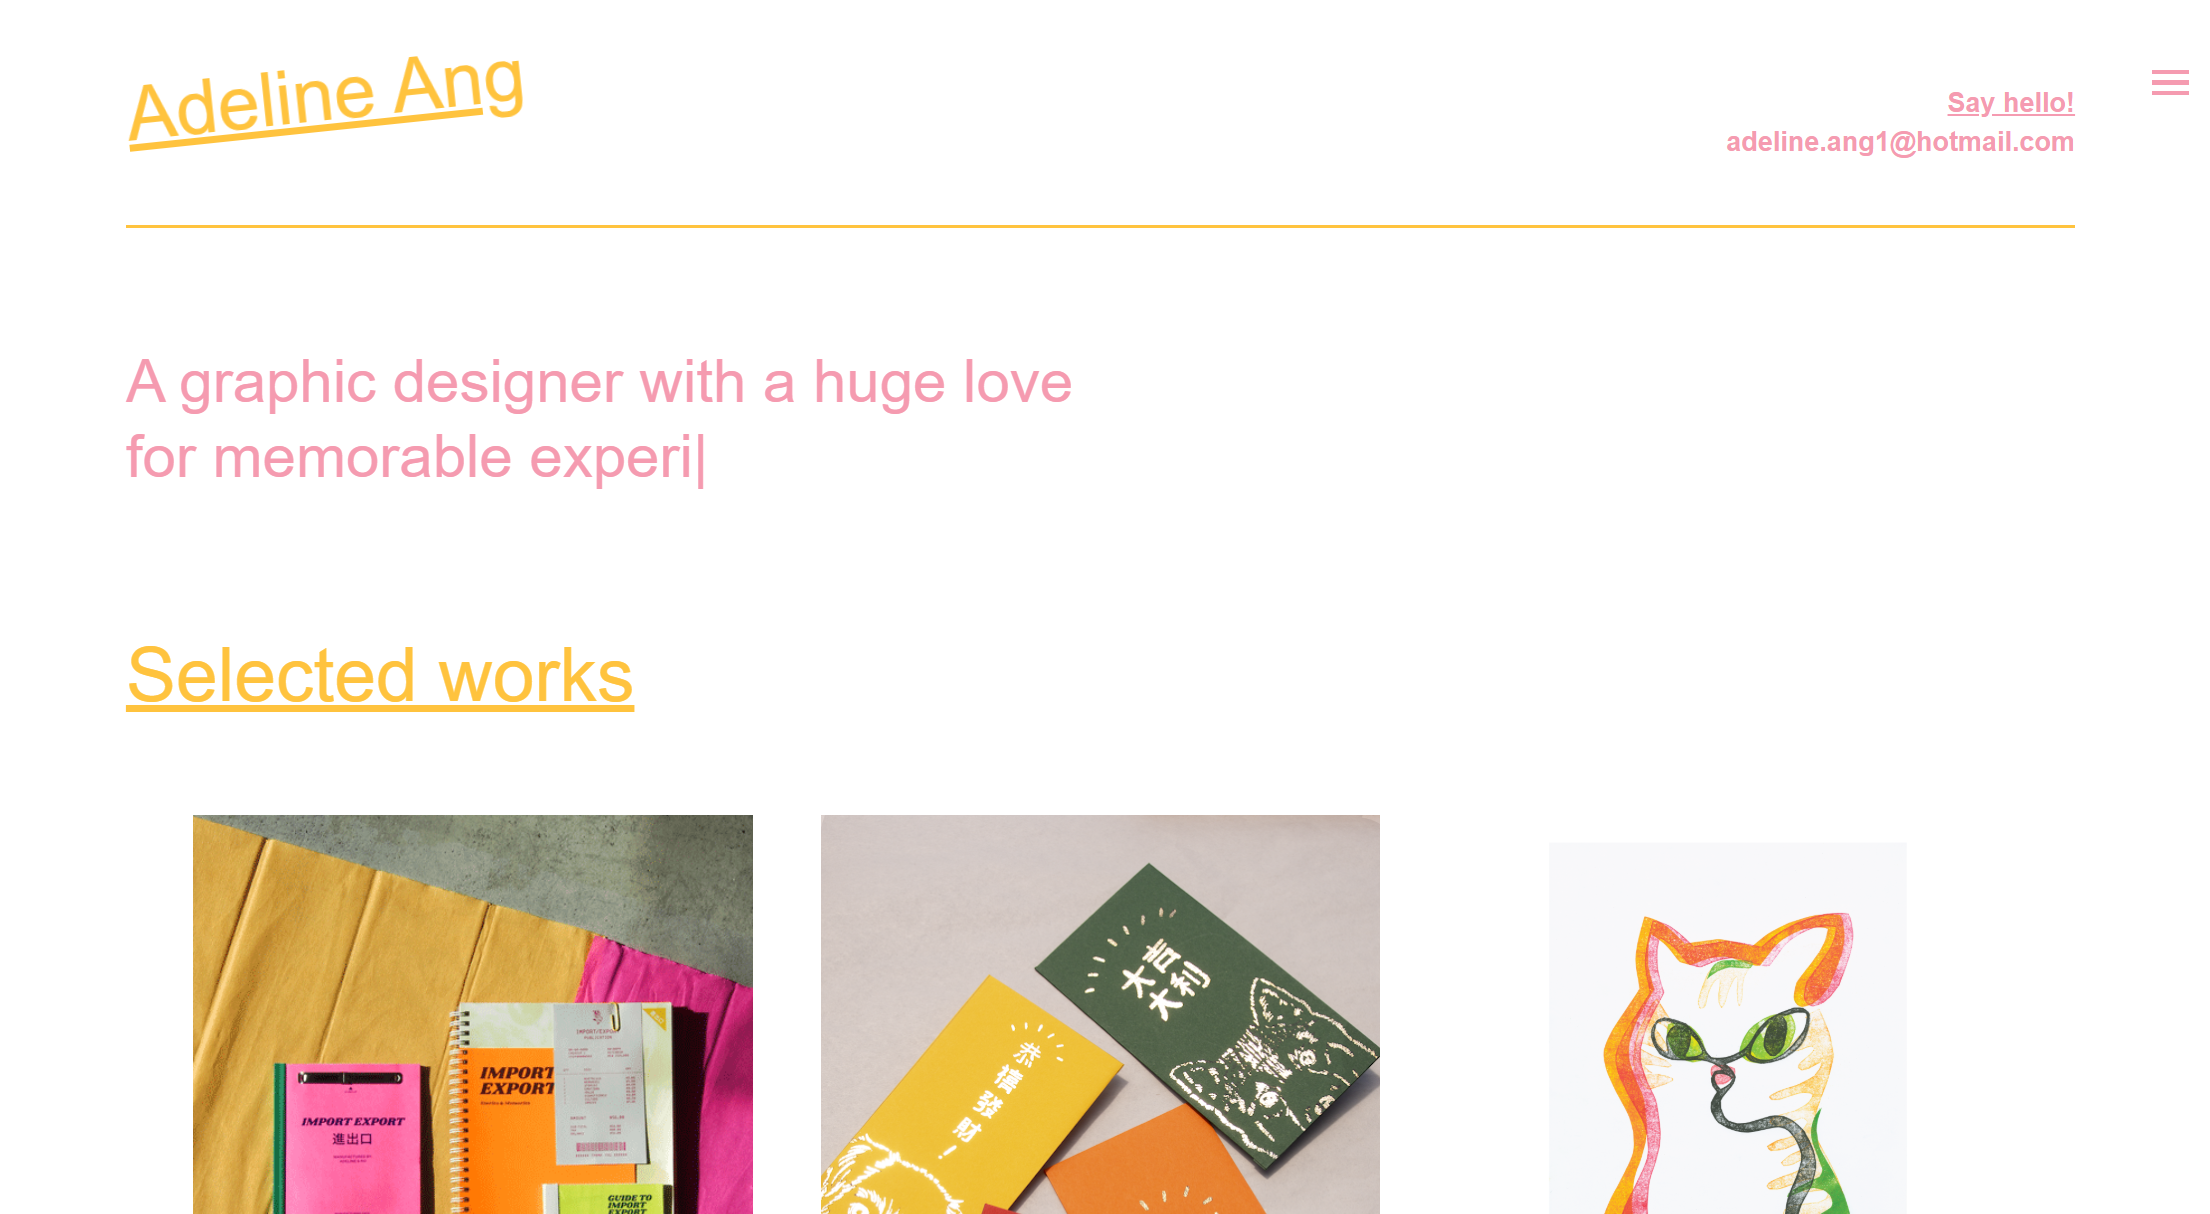 Adeline Ang
Say hello!
adeline.ang1@hotmail.com
A graphic designer with a huge love
for memorable experi|
Selected works
IMPORT EXPORT
進出口
IMPORT
EXPORT
IMPORT/EXPORT
PUBLICATION
GUIDE TO
IMPORT
EXPORT
大吉
大利
恭禧發財！